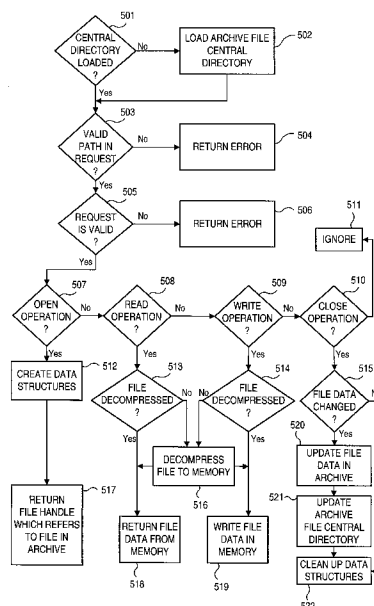 501
CENTRAL
DIRECTORY
LOADED
?
No
LOAD ARCHIVE FILE
CENTRAL
DIRECTORY
502
Yes
503
VALID
PATH IN
REQUEST
?
No
RETURN ERROR
504
Yes
505
REQUEST
IS VALID
?
No
RETURN ERROR
506
Yes
511
IGNORE
507
OPEN
OPERATION
?
No
508
READ
OPERATION
?
No
509
WRITE
OPERATION
?
No
510
CLOSE
OPERATION
?
No
Yes
Yes
Yes
Yes
512
CREATE DATA
STRUCTURES
513
FILE
DECOMPRESSED
?
No
514
FILE
DECOMPRESSED
?
No
515
FILE DATA
CHANGED
?
Yes
Yes
Yes
DECOMPRESS
FILE TO MEMORY
516
520
UPDATE FILE
DATA IN
ARCHIVE
517
RETURN
FILE HANDLE
WHICH REFERS
TO FILE IN
ARCHIVE
RETURN FILE
DATA FROM
MEMORY
518
WRITE FILE
DATA IN
MEMORY
519
521
UPDATE
ARCHIVE
FILE CENTRAL
DIRECTORY
CLEAN UP DATA
STRUCTURES